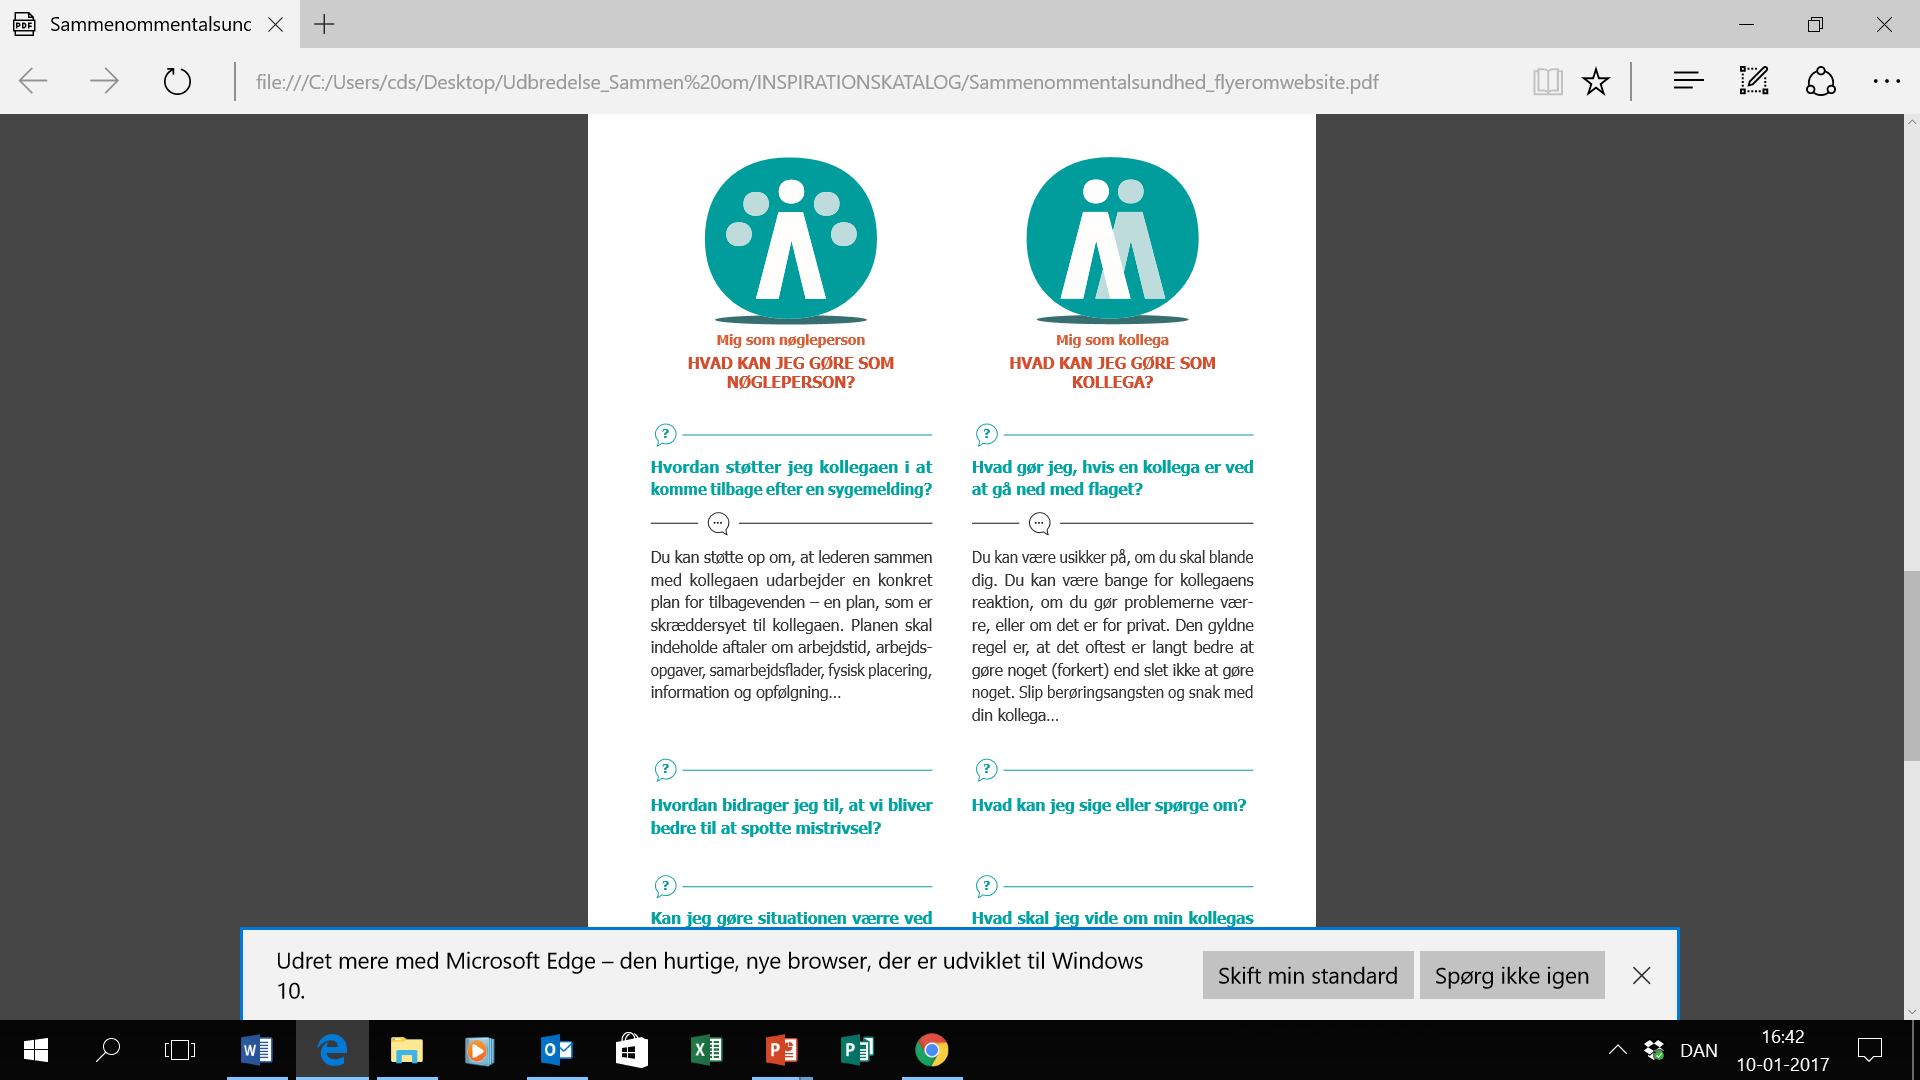 Sammenommentalsund
file:///C:/Users/cds/Desktop/Udbredelse_Sammen%20om/INSPIRATIONSKATALOG/Sammenommentalsundhed_flyeromwebsite.pdf
Mig som nøgleperson
HVAD KAN JEG GØRE SOM
NØGLEPERSON?
Hvordan støtter jeg kollegaen i at
komme tilbage efter en sygemelding?
Du kan støtte op om, at lederen sammen
med kollegaen udarbejder en konkret
plan for tilbagevenden – en plan, som er
skræddersyet til kollegaen. Planen skal
indeholde aftaler om arbejdstid, arbejds-
opgaver, samarbejdsflader, fysisk placering,
information og opfølgning...
Hvordan bidrager jeg til, at vi bliver
bedre til at spotte mistrivsel?
Kan jeg gøre situationen værre ved
Mig som kollega
HVAD KAN JEG GØRE SOM
KOLLEGA?
Hvad gør jeg, hvis en kollega er ved
at gå ned med flaget?
Du kan være usikker på, om du skal blande
dig. Du kan være bange for kollegaens
reaktion, om du gør problemerne vær-
re, eller om det er for privat. Den gyldne
regel er, at det oftest er langt bedre at
gøre noget (forkert) end slet ikke at gøre
noget. Slip berøringsangsten og snak med
din kollega...
Hvad kan jeg sige eller spørge om?
Hvad skal jeg vide om min kollegas
Udret mere med Microsoft Edge – den hurtige, nye browser, der er udviklet til Windows
10.
Skift min standard
Spørg ikke igen
DAN
16:42
10-01-2017